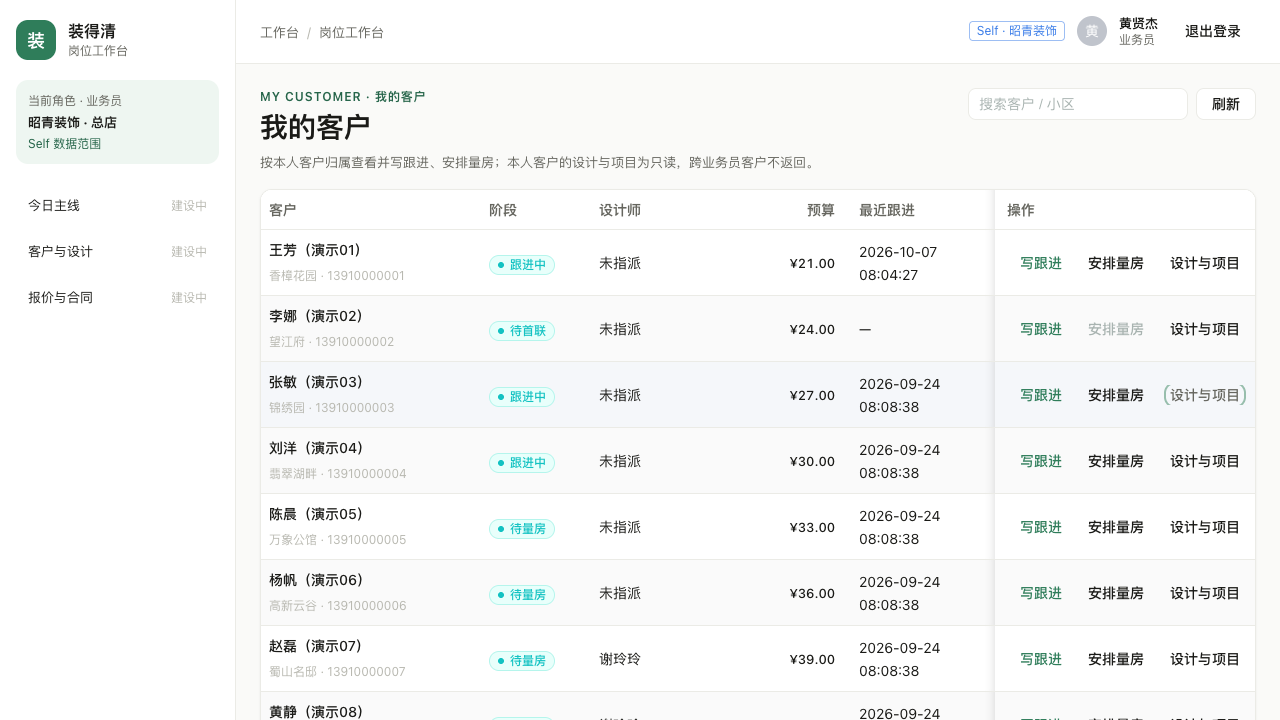 装
装得清
岗位工作台
当前角色 · 业务员
昭青装饰 · 总店
Self 数据范围
今日主线 建设中
客户与设计 建设中
报价与合同 建设中
工作台 / 岗位工作台
Self · 昭青装饰
黄
黄贤杰
业务员
退出登录
MY CUSTOMER · 我的客户
我的客户
按本人客户归属查看并写跟进、安排量房；本人客户的设计与项目为只读，跨业务员客户不返回。
搜索客户 / 小区
刷新
客户 阶段 设计师 预算 最近跟进 操作
王芳（演示01）
香樟花园 · 13910000001
跟进中 未指派 ¥21.00
2026-10-07
08:04:27
写跟进 安排量房 设计与项目
李娜（演示02）
望江府 · 13910000002
待首联 未指派 ¥24.00 —
写跟进 安排量房 设计与项目
张敏（演示03）
锦绣园 · 13910000003
跟进中 未指派 ¥27.00
2026-09-24
08:08:38
写跟进 安排量房 设计与项目
刘洋（演示04）
翡翠湖畔 · 13910000004
跟进中 未指派 ¥30.00
2026-09-24
08:08:38
写跟进 安排量房 设计与项目
陈晨（演示05）
万象公馆 · 13910000005
待量房 未指派 ¥33.00
2026-09-24
08:08:38
写跟进 安排量房 设计与项目
杨帆（演示06）
高新云谷 · 13910000006
待量房 未指派 ¥36.00
2026-09-24
08:08:38
写跟进 安排量房 设计与项目
赵磊（演示07）
蜀山名邸 · 13910000007
待量房 谢玲玲 ¥39.00
2026-09-24
08:08:38
写跟进 安排量房 设计与项目
黄静（演示08）
2026-09-24